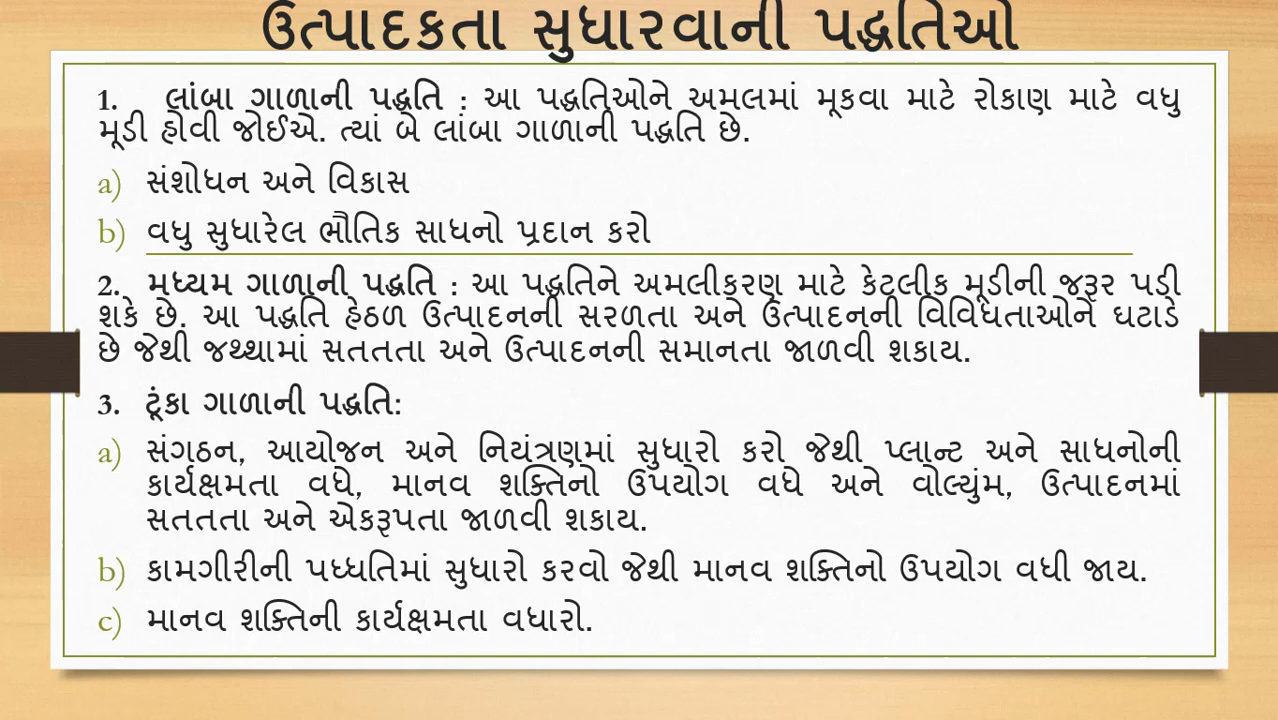 ઉત્પાદકતા સુધારવાની પદ્ધતિઓ
1. લાંબા ગાળાની પદ્ધતિ : આ પદ્ધતિઓને અમલમાં મૂકવા માટે રોકાણ માટે વધુ
મૂડી હોવી જોઈએ. ત્યાં બે લાંબા ગાળાની પદ્ધતિ છે.
a) સંશોધન અને વિકાસ
b) વધુ સુધારેલ ભૌતિક સાધનો પ્રદાન કરો
2. મધ્યમ ગાળાની પદ્ધતિ : આ પદ્ધતિને અમલીકરણ માટે કેટલીક મૂડીની જરૂર પડી
શકે છે. આ પદ્ધતિ હેઠળ ઉત્પાદનની સરળતા અને ઉત્પાદનની વિવિધતાઓને ઘટાડે
છે જેથી જથ્થામાં સતતતા અને ઉત્પાદનની સમાનતા જાળવી શકાય.
3. ટૂંકા ગાળાની પદ્ધતિ:
a) સંગઠન, આયોજન અને નિયંત્રણમાં સુધારો કરો જેથી પ્લાન્ટ અને સાધનોની
કાર્યક્ષમતા વધે, માનવ શક્તિનો ઉપયોગ વધે અને વોલ્યુંમ, ઉત્પાદનમાં
સતતતા અને એકરૂપતા જાળવી શકાય.
b) કામગીરીની પધ્ધતિમાં સુધારો કરવો જેથી માનવ શક્તિનો ઉપયોગ વધી જાય.
c) માનવ શક્તિની કાર્યક્ષમતા વધારો.